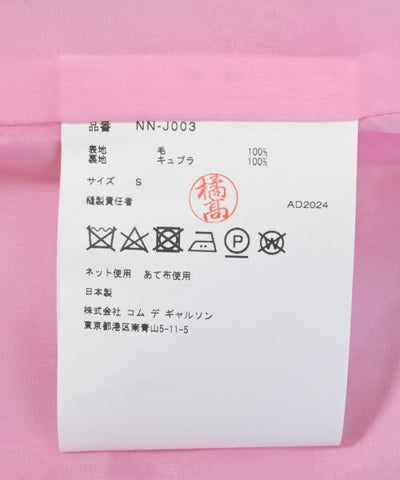 品番 NN-J003
表地 毛 100%
裏地 キュプラ 100%
サイズ S
橘高
縫製責任者 AD2024
P W
ネット使用 あて布使用
日本製
株式会社 コム デ ギャルソン
東京都港区南青山5-11-5